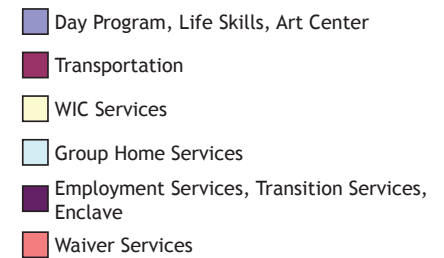 Day Program, Life Skills, Art Center
Transportation
WIC Services
Group Home Services
Employment Services, Transition Services,
Enclave
Waiver Services